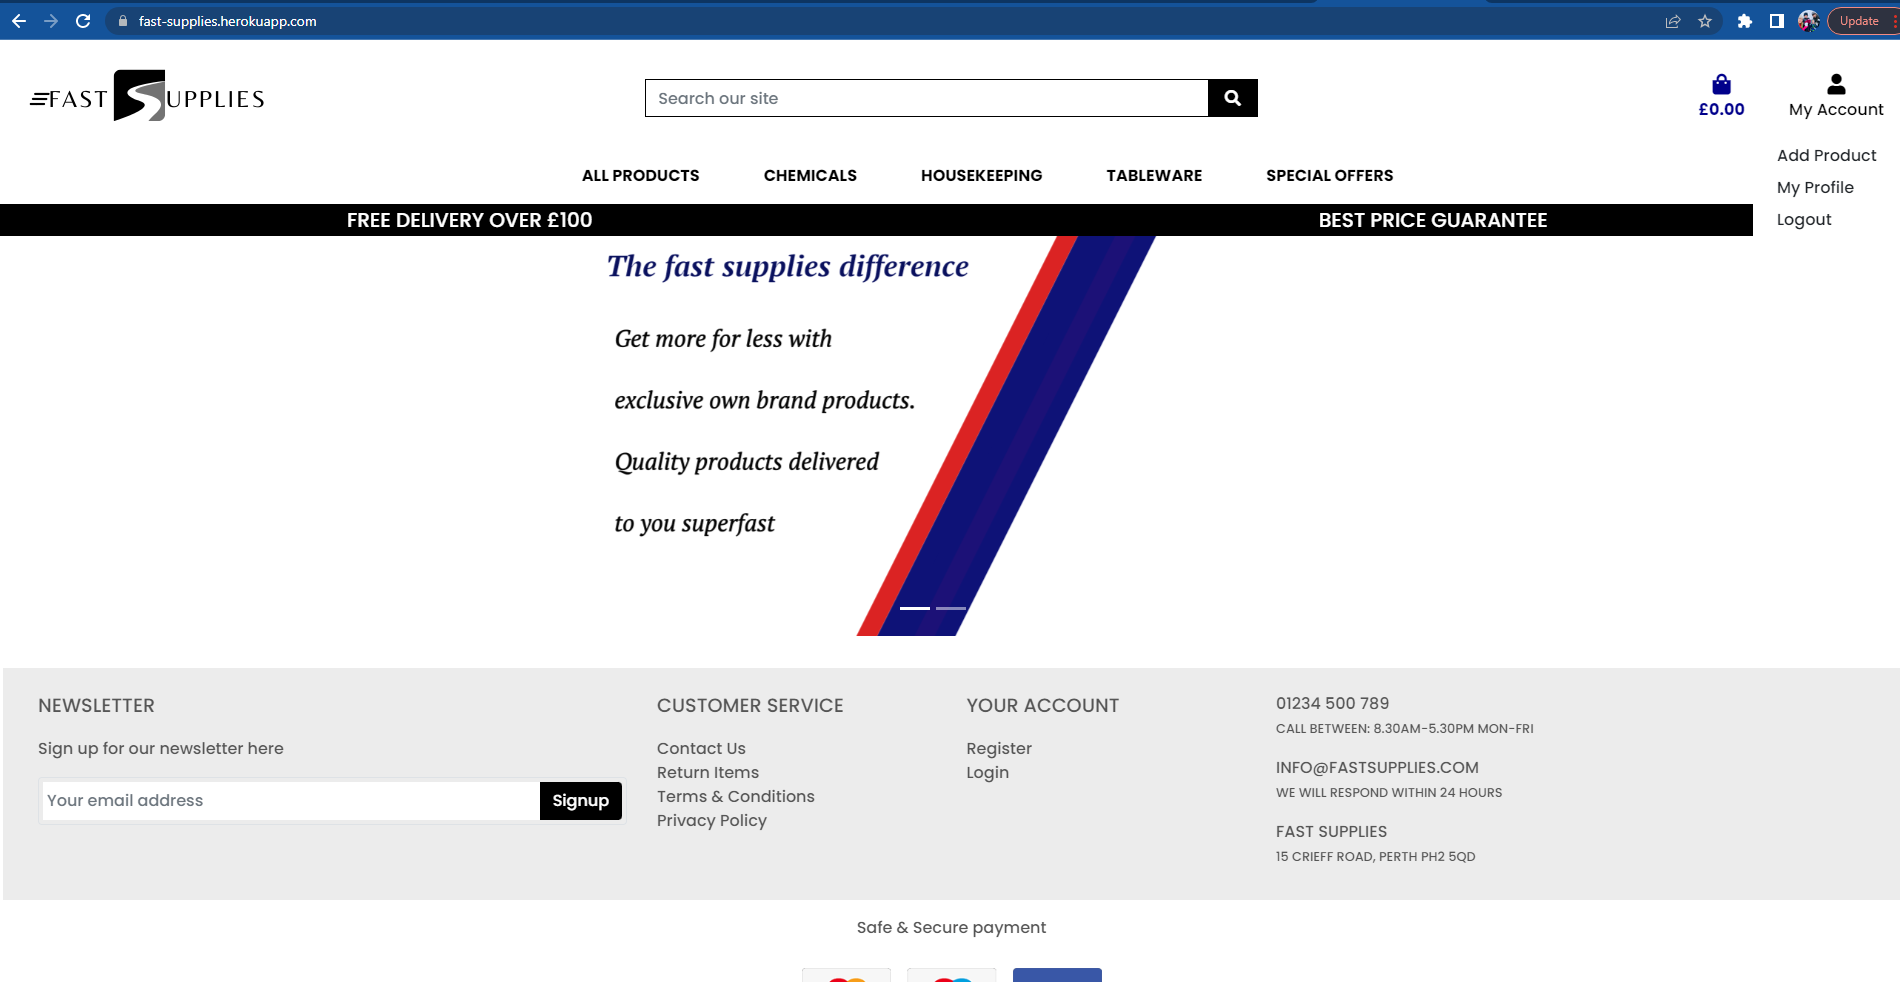 fast-supplies.herokuapp.com
Update
FAST SUPPLIES
Search our site
£0.00
My Account
Add Product
My Profile
Logout
ALL PRODUCTS
CHEMICALS
HOUSEKEEPING
TABLEWARE
SPECIAL OFFERS
FREE DELIVERY OVER £100
BEST PRICE GUARANTEE
The fast supplies difference
Get more for less with
exclusive own brand products.
Quality products delivered
to you superfast
NEWSLETTER
Sign up for our newsletter here
Your email address
Signup
CUSTOMER SERVICE
Contact Us
Return Items
Terms & Conditions
Privacy Policy
YOUR ACCOUNT
Register
Login
01234 500 789
CALL BETWEEN: 8.30AM-5.30PM MON-FRI
INFO@FASTSUPPLIES.COM
WE WILL RESPOND WITHIN 24 HOURS
FAST SUPPLIES
15 CRIEFF ROAD, PERTH PH2 5QD
Safe & Secure payment